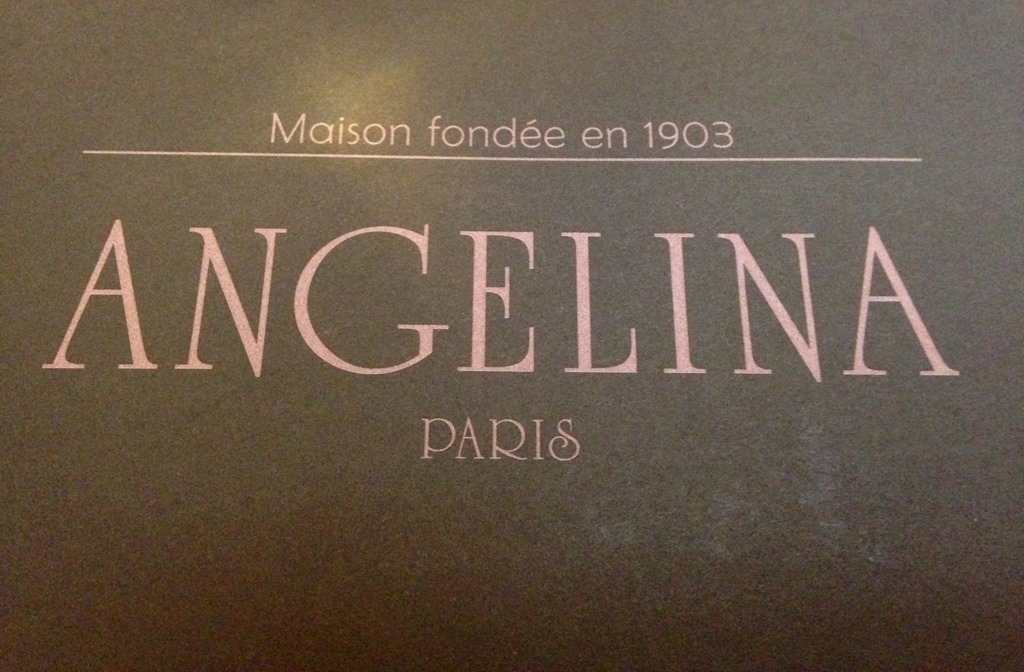 Maison fondée en 1903
ANGELINA
PARIS